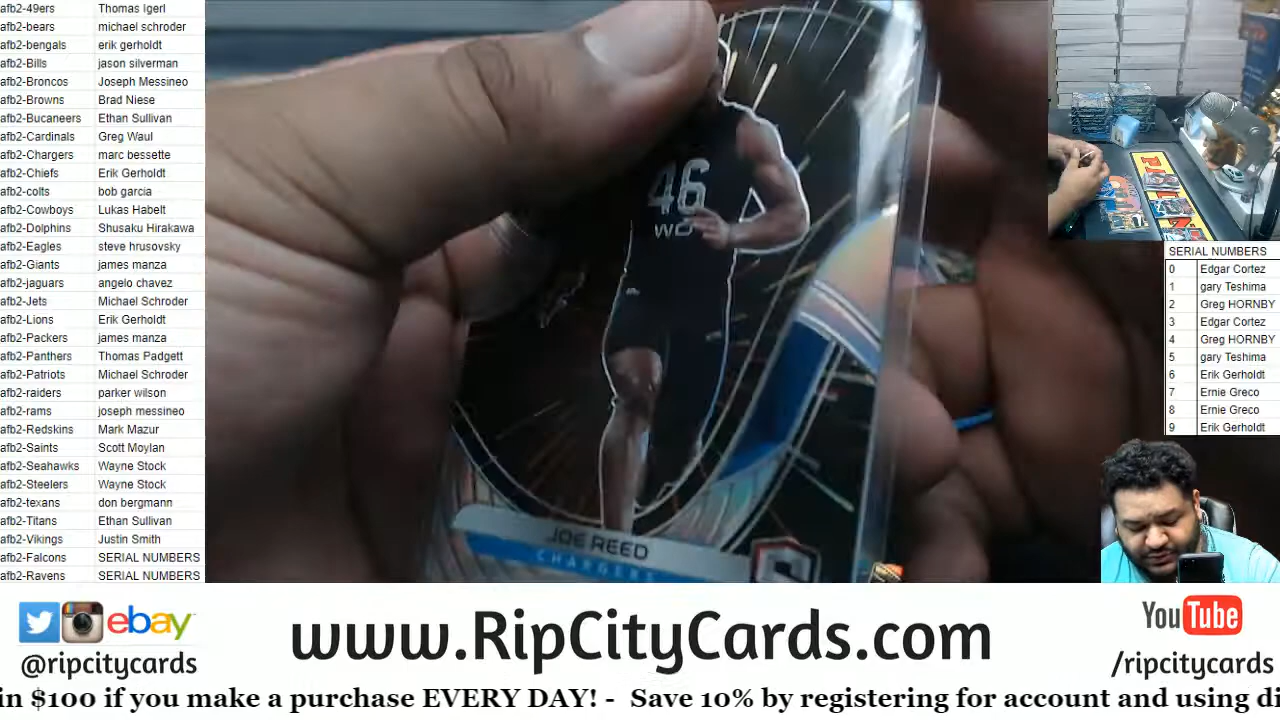 afb2-49ers Thomas Igerl
afb2-bears michael schroder
afb2-bengals erik gerholdt
afb2-Bills jason silverman
afb2-Broncos Joseph Messineo
afb2-Browns Brad Niese
afb2-Bucaneers Ethan Sullivan
afb2-Cardinals Greg Waul
afb2-Chargers marc bessette
afb2-Chiefs Erik Gerholdt
afb2-colts bob garcia
afb2-Cowboys Lukas Habelt
afb2-Dolphins Shusaku Hirakawa
afb2-Eagles steve hrusovsky
afb2-Giants james manza
afb2-jaguars angelo chavez
afb2-Jets Michael Schroder
afb2-Lions Erik Gerholdt
afb2-Packers james manza
afb2-Panthers Thomas Padgett
afb2-Patriots Michael Schroder
afb2-raiders parker wilson
afb2-rams joseph messineo
afb2-Redskins Mark Mazur
afb2-Saints Scott Moylan
afb2-Seahawks Wayne Stock
afb2-Steelers Wayne Stock
afb2-texans don bergmann
afb2-Titans Ethan Sullivan
afb2-Vikings Justin Smith
afb2-Falcons SERIAL NUMBERS
afb2-Ravens SERIAL NUMBERS
46
JOE REED
CHARGERS
SERIAL NUMBERS
0 Edgar Cortez
1 gary Teshima
2 Greg HORNBY
3 Edgar Cortez
4 Greg HORNBY
5 gary Teshima
6 Erik Gerholdt
7 Ernie Greco
8 Ernie Greco
9 Erik Gerholdt
ebay
@ripcitycards
www.RipCityCards.com
YouTube
/ripcitycards
in $100 if you make a purchase EVERY DAY! - Save 10% by registering for account and using di